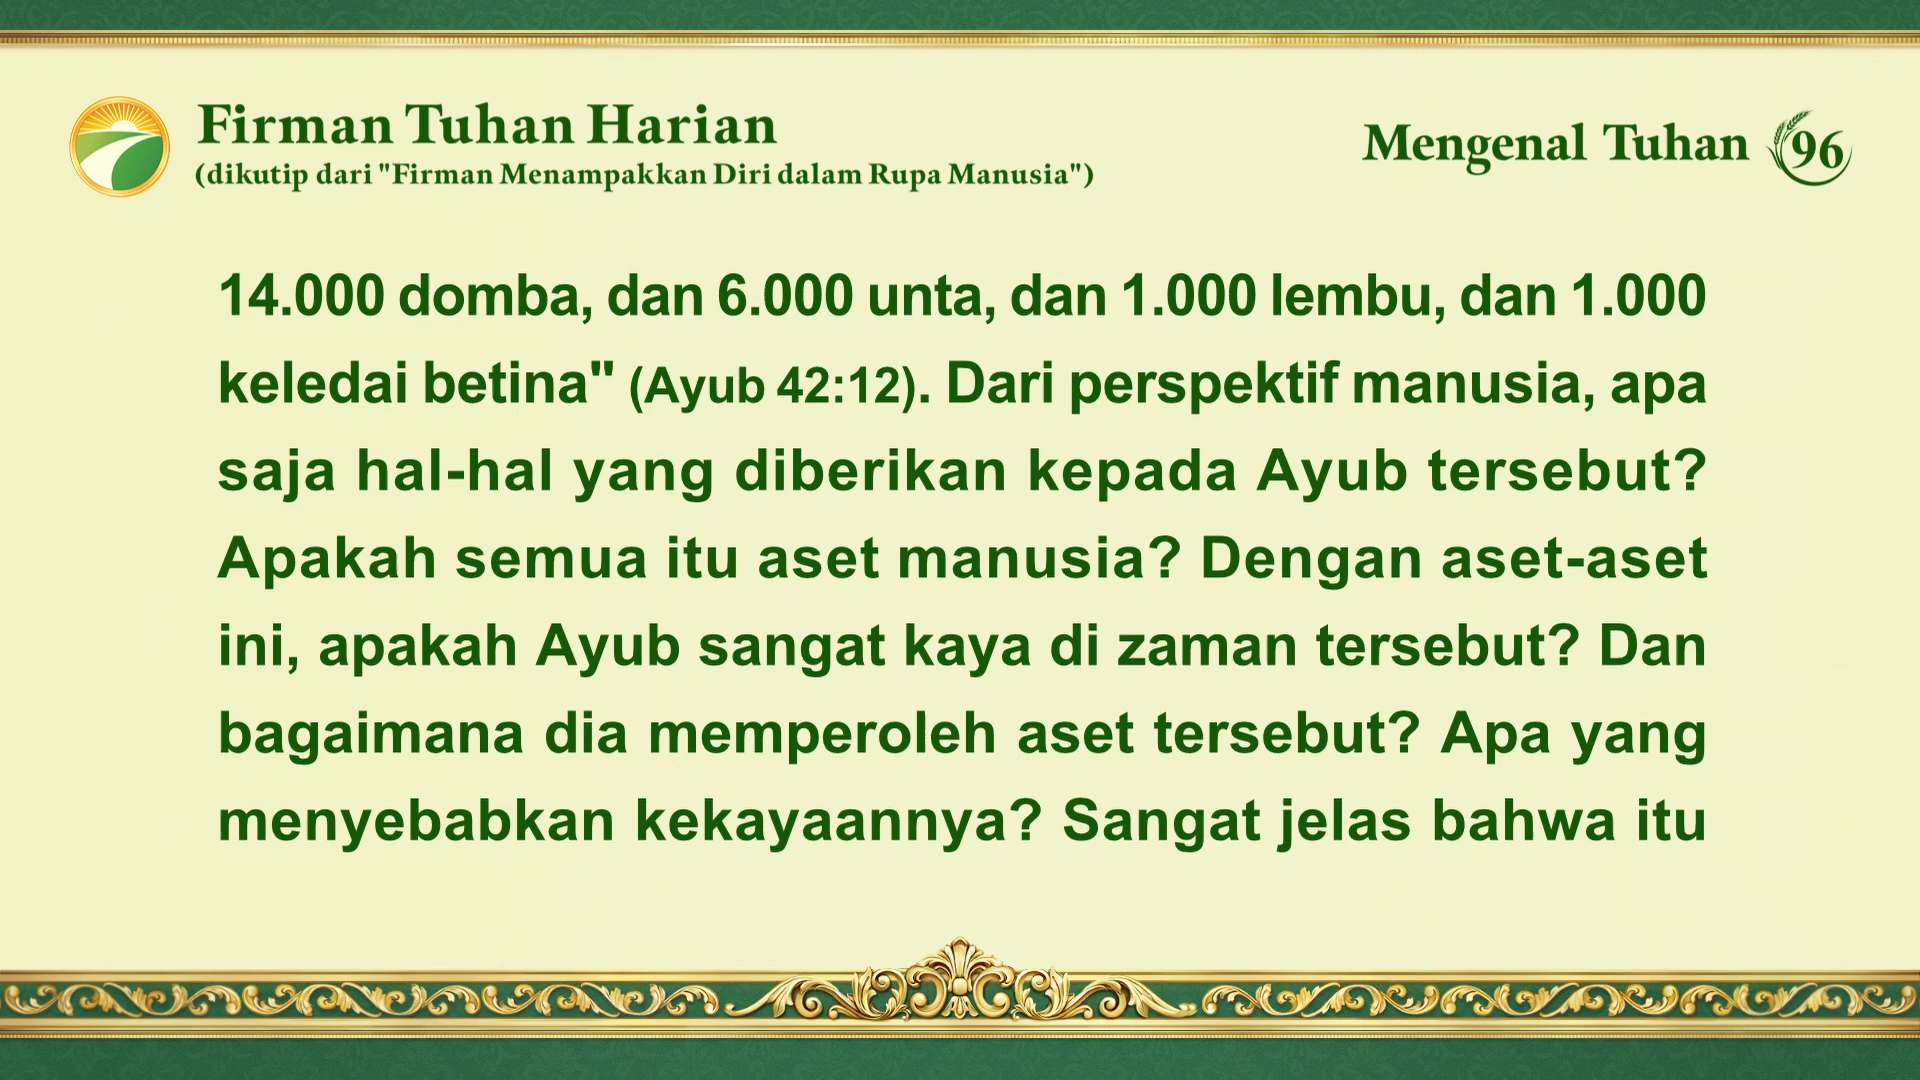 Firman Tuhan Harian
(dikutip dari "Firman Menampakkan Diri dalam Rupa Manusia")
Mengenal Tuhan 96
14.000 domba, dan 6.000 unta, dan 1.000 lembu, dan 1.000
keledai betina" (Ayub 42:12). Dari perspektif manusia, apa
saja hal-hal yang diberikan kepada Ayub tersebut?
Apakah semua itu aset manusia? Dengan aset-aset
ini, apakah Ayub sangat kaya di zaman tersebut? Dan
bagaimana dia memperoleh aset tersebut? Apa yang
menyebabkan kekayaannya? Sangat jelas bahwa itu